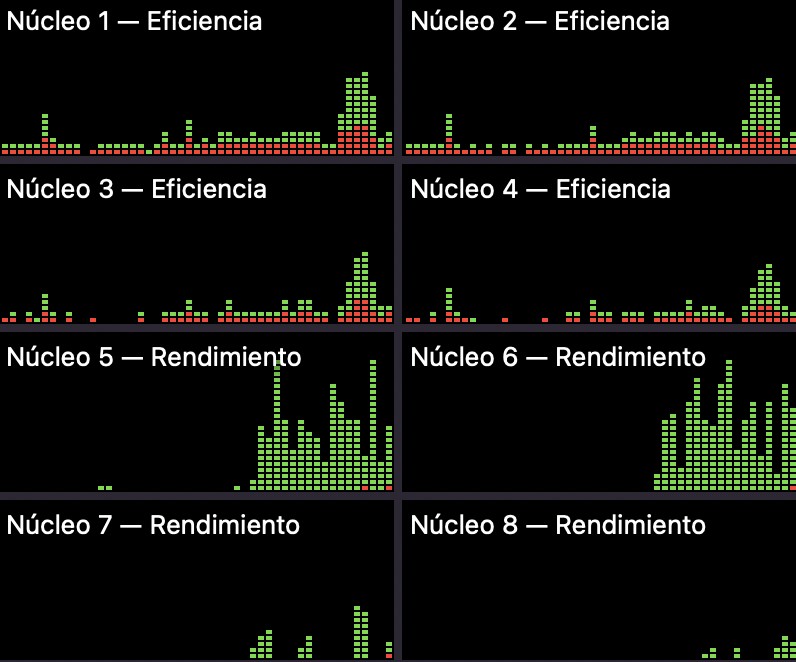 Núcleo 1 — Eficiencia
Núcleo 2 — Eficiencia
Núcleo 3 — Eficiencia
Núcleo 4 — Eficiencia
Núcleo 5 — Rendimiento
Núcleo 6 — Rendimiento
Núcleo 7 — Rendimiento
Núcleo 8 — Rendimiento